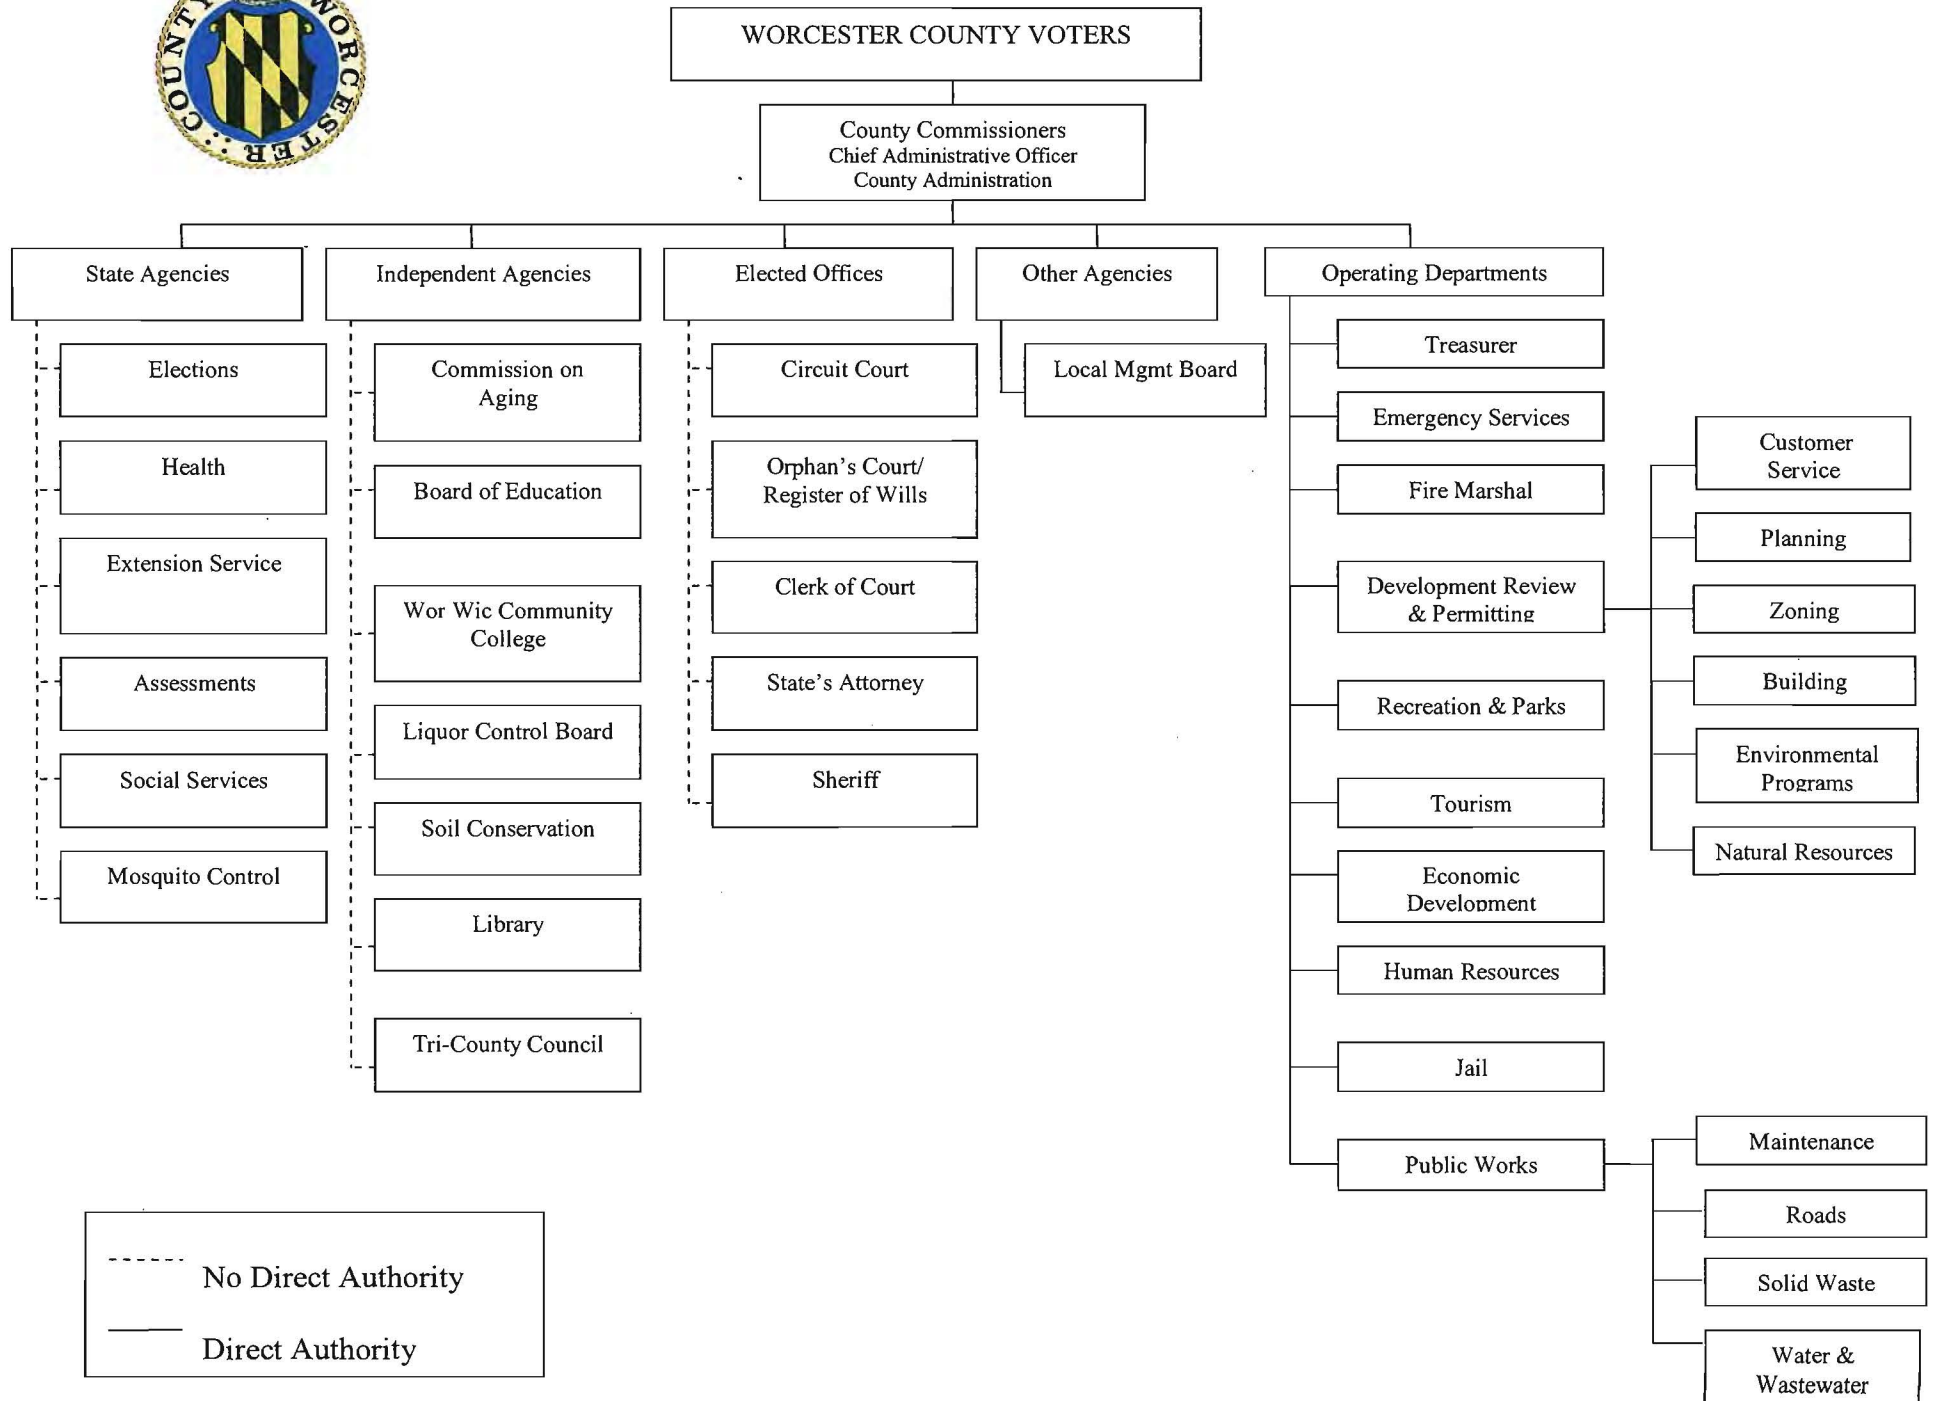 COUNTY
WORCESTER
WORCESTER COUNTY VOTERS
County Commissioners
Chief Administrative Officer
County Administration
State Agencies
Elections
Health
Extension Service
Assessments
Social Services
Mosquito Control
Independent Agencies
Commission on
Aging
Board of Education
Wor Wic Community
College
Liquor Control Board
Soil Conservation
Library
Tri-County Council
Elected Offices
Circuit Court
Orphan's Court/
Register of Wills
Clerk of Court
State's Attorney
Sheriff
Other Agencies
Local Mgmt Board
Operating Departments
Treasurer
Emergency Services
Fire Marshal
Development Review
& Permitting
Customer
Service
Planning
Zoning
Building
Environmental
Programs
Natural Resources
Recreation & Parks
Tourism
Economic
Development
Human Resources
Jail
Public Works
Maintenance
Roads
Solid Waste
Water &
Wastewater
No Direct Authority
Direct Authority